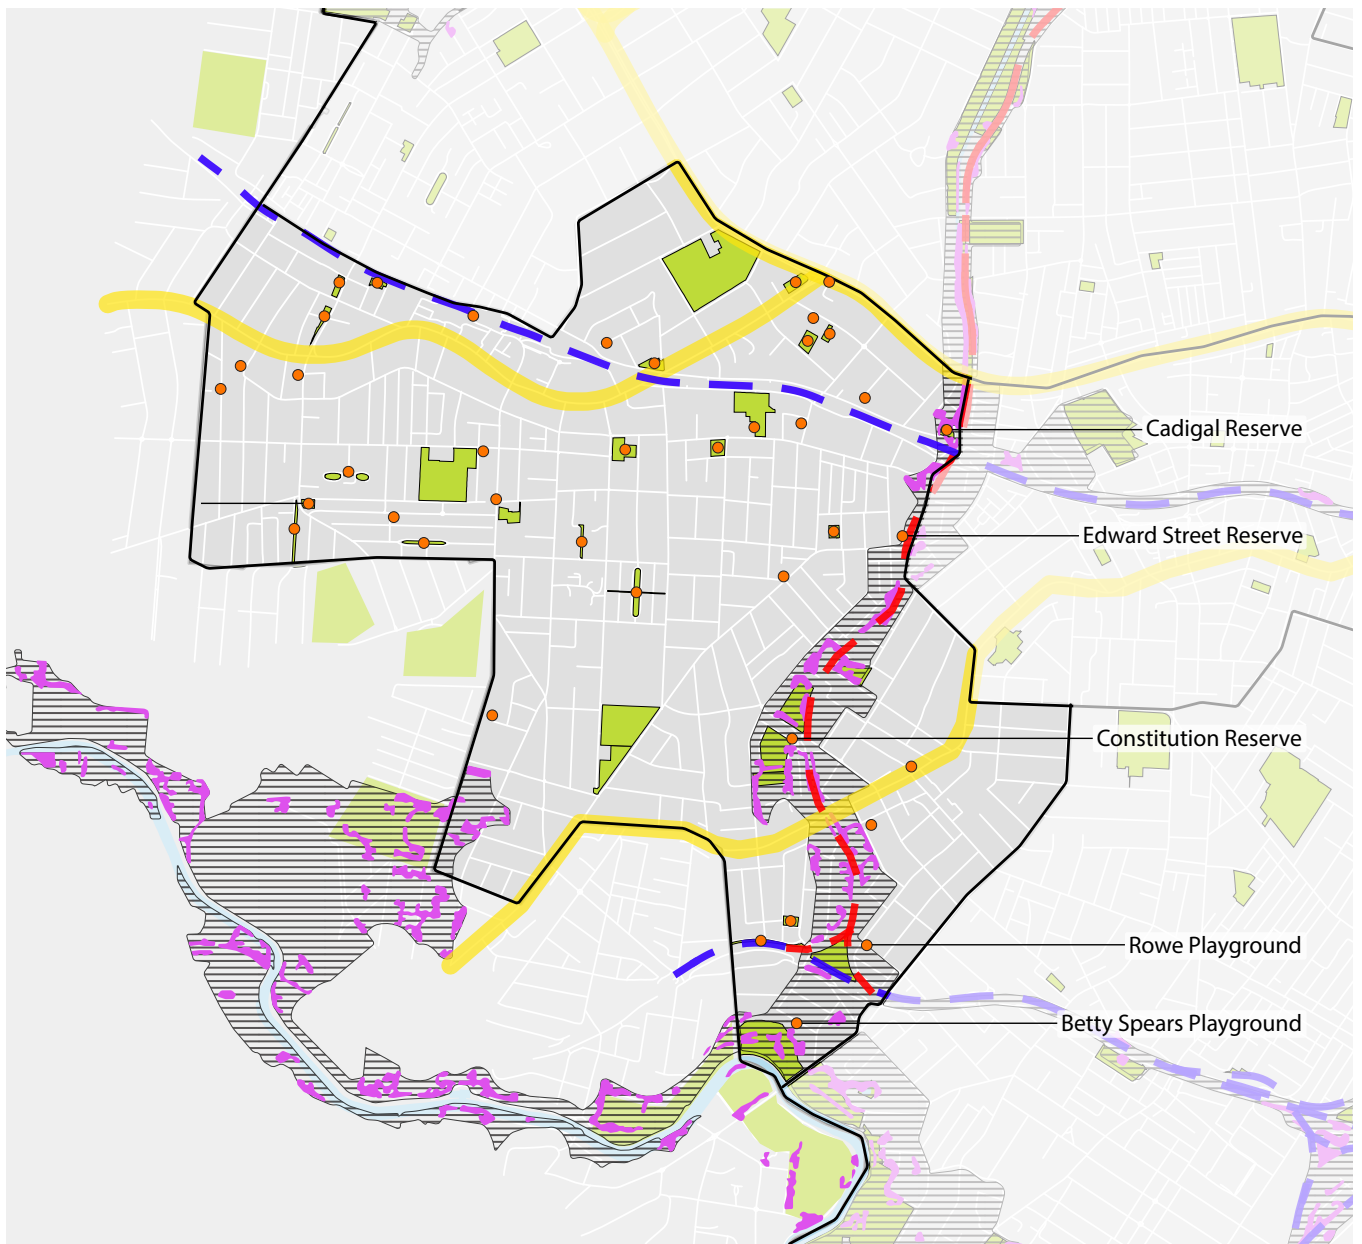 Cadigal Reserve
Edward Street Reserve
Constitution Reserve
Rowe Playground
Betty Spears Playground